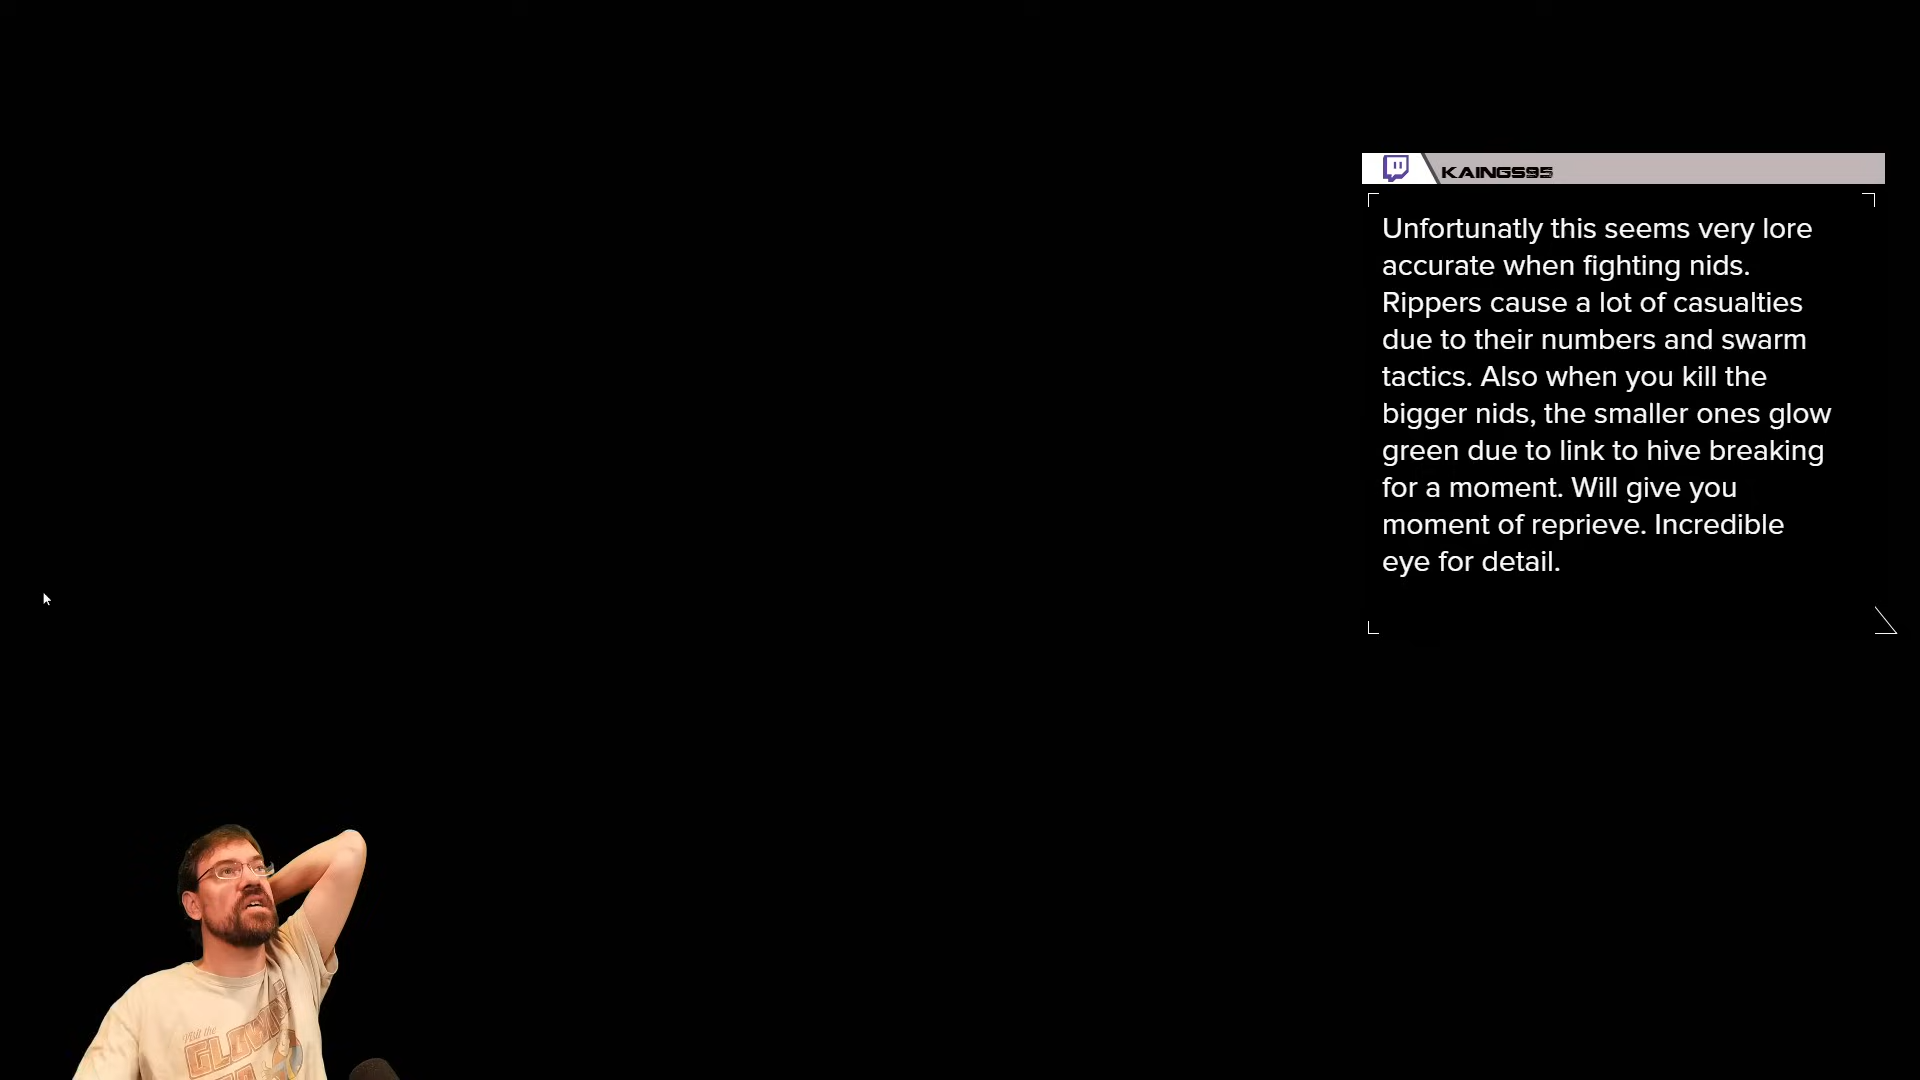 KAINGS95
Unfortunatly this seems very lore
accurate when fighting nids.
Rippers cause a lot of casualties
due to their numbers and swarm
tactics. Also when you kill the
bigger nids, the smaller ones glow
green due to link to hive breaking
for a moment. Will give you
moment of reprieve. Incredible
eye for detail.
Visit the